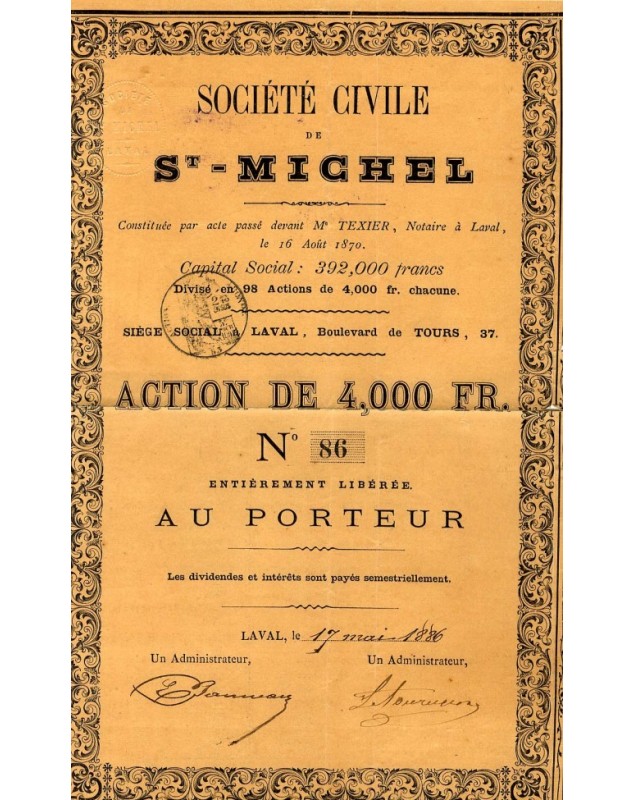 SOCIÉTÉ CIVILE
DE
ST-MICHEL
Constituée par acte passé devant Me TEXIER, Notaire à Laval,
le 16 Août 1870.
Capital Social: 392,000 francs
Divisé en 98 Actions de 4,000 fr. chacune.
SIÉGE SOCIAL à LAVAL, Boulevard de TOURS, 37.
ACTION DE 4,000 FR.
No 86
ENTIÈREMENT LIBÉRÉE.
AU PORTEUR
Les dividendes et intérêts sont payés semestriellement.
LAVAL, le 17 mai 1886
Un Administrateur, Un Administrateur,